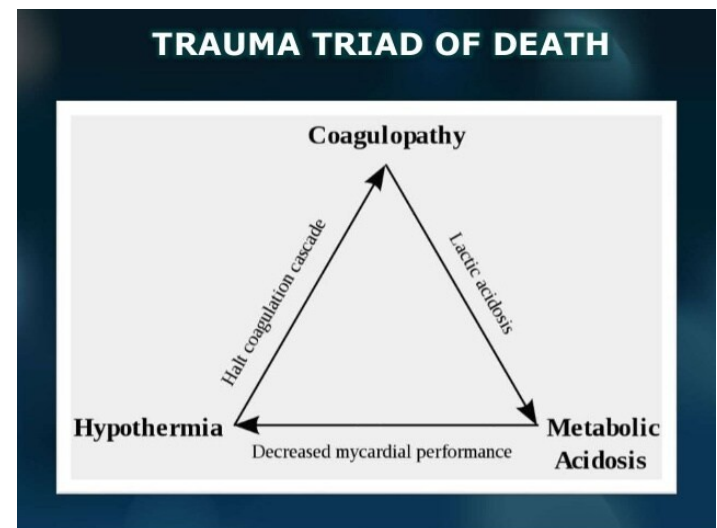 TRAUMA TRIAD OF DEATH
Coagulopathy
Halt coagulation cascade
Lactic acidosis
Hypothermia
Metabolic
Acidosis
Decreased mycardial performance